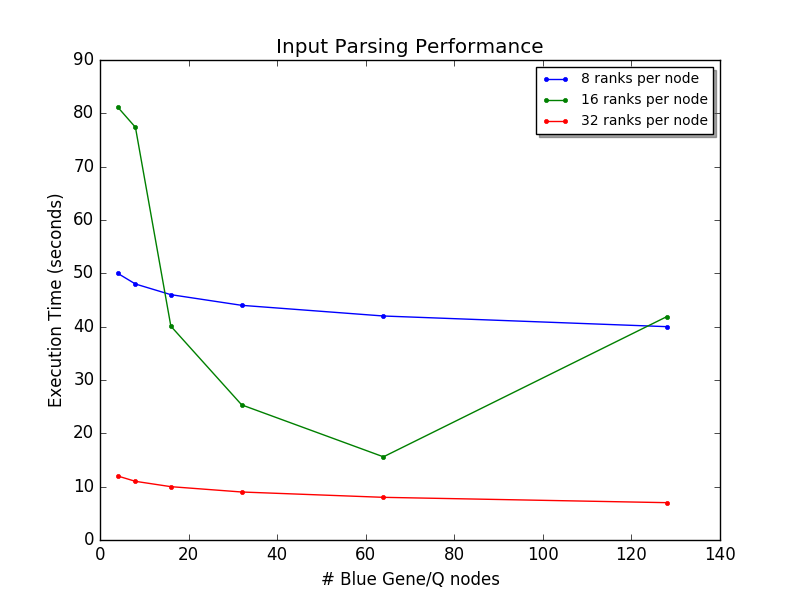 Input Parsing Performance
8 ranks per node
16 ranks per node
32 ranks per node
Execution Time (seconds)
90
80
70
60
50
40
30
20
10
0
0 20 40 60 80 100 120 140
# Blue Gene/Q nodes